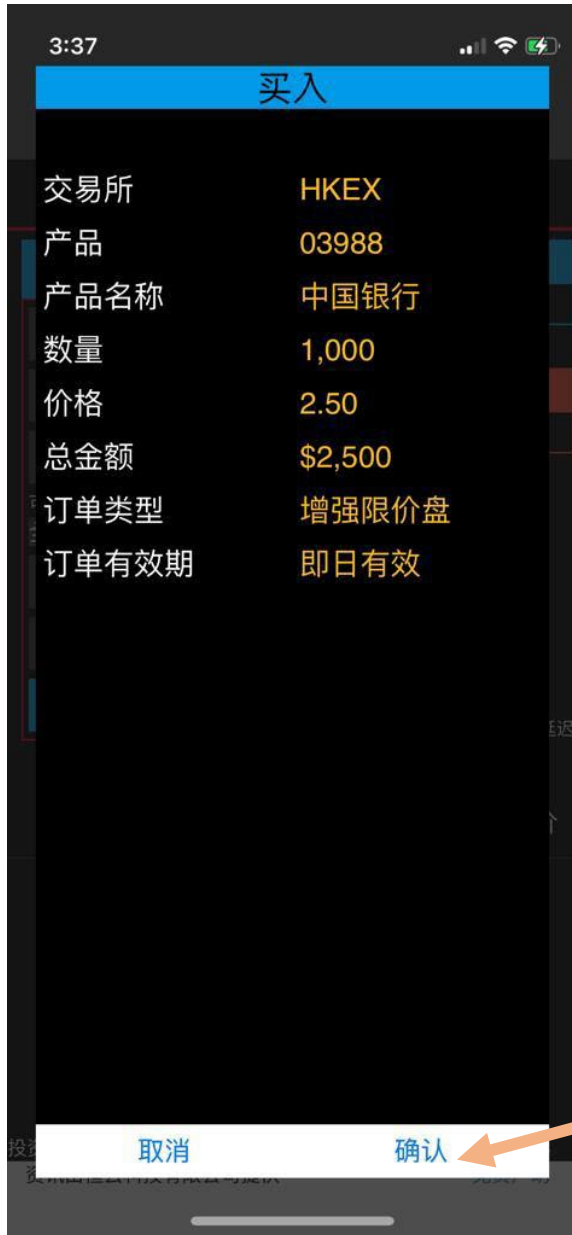 3:37
买入
交易所 HKEX
产品 03988
产品名称 中国银行
数量 1,000
价格 2.50
总金额 $2,500
订单类型 增强限价盘
订单有效期 即日有效
延迟
取消 确认